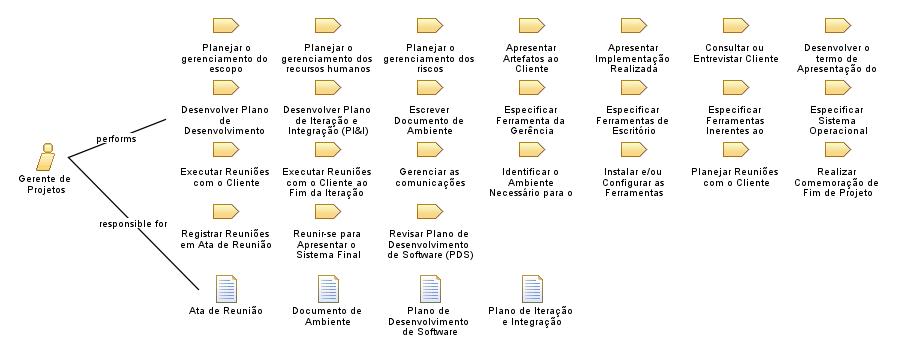 Planejar o
gerenciamento do
escopo
Planejar o
gerenciamento dos
recursos humanos
Planejar o
gerenciamento dos
riscos
Apresentar
Artefatos ao
Cliente
Apresentar
Implementação
Realizada
Consultar ou
Entrevistar Cliente
Desenvolver o
termo de
Apresentação do
Desenvolver Plano
de
Desenvolvimento
Desenvolver Plano
de Iteração e
Integração (PI&I)
Escrever
Documento de
Ambiente
Especificar
Ferramenta da
Gerência
Especificar
Ferramentas de
Escritório
Especificar
Ferramentas
Inerentes ao
Especificar
Sistema
Operacional
performs
Gerente de
Projetos
Executar Reuniões
com o Cliente
Executar Reuniões
com o Cliente ao
Fim da Iteração
Gerenciar as
comunicações
Identificar o
Ambiente
Necessário para o
Instalar e/ou
Configurar as
Ferramentas
Planejar Reuniões
com o Cliente
Realizar
Comemoração de
Fim de Projeto
responsible for
Registrar Reuniões
em Ata de Reunião
Reunir-se para
Apresentar o
Sistema Final
Revisar Plano de
Desenvolvimento
de Software (PDS)
Ata de Reunião
Documento de
Ambiente
Plano de
Desenvolvimento
de Software
Plano de Iteração
e Integração